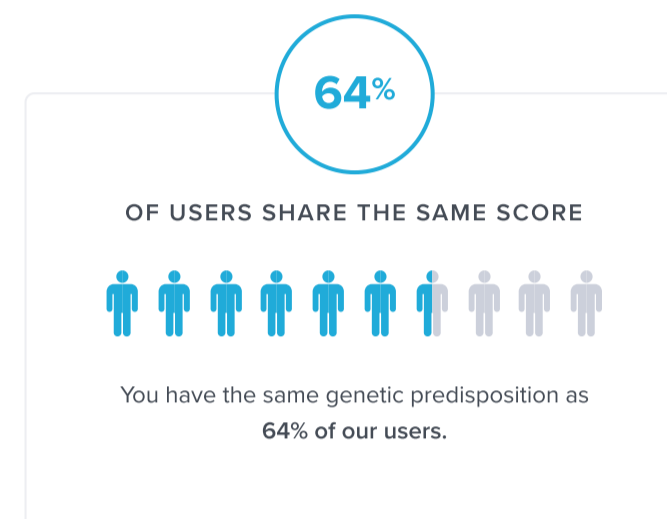 64%
OF USERS SHARE THE SAME SCORE
You have the same genetic predisposition as
64% of our users.